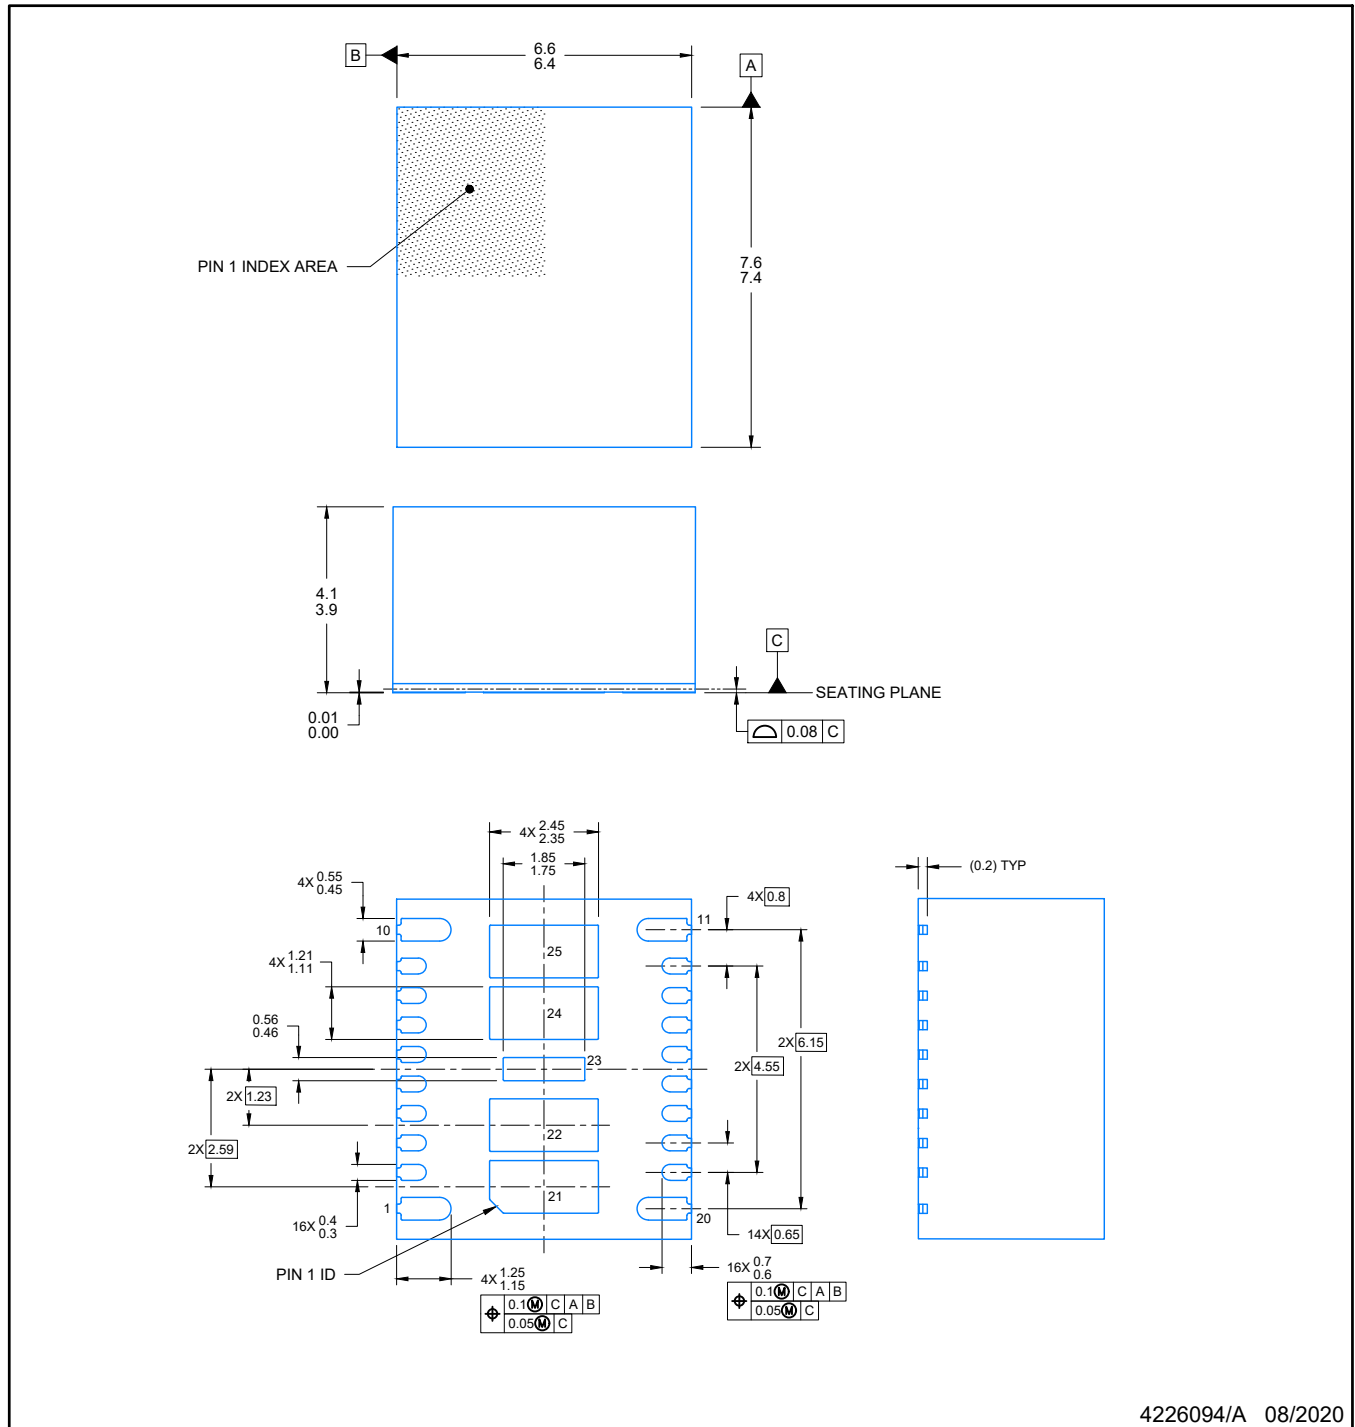 B
6.6
6.4
A
PIN 1 INDEX AREA
7.6
7.4
4.1
3.9
C
SEATING PLANE
0.01
0.00
0.08 C
4X 2.45
2.35
1.85
1.75
(0.2) TYP
4X 0.55
0.45
4X 0.8
10
11
25
4X 1.21
1.11
24
0.56
0.46
23
2X 6.15
2X 4.55
2X 1.23
22
2X 2.59
21
1
20
16X 0.4
0.3
14X 0.65
PIN 1 ID
4X 1.25
1.15
16X 0.7
0.6
0.1Ⓜ C A B
0.05Ⓜ C
0.1Ⓜ C A B
0.05Ⓜ C
4226094/A 08/2020